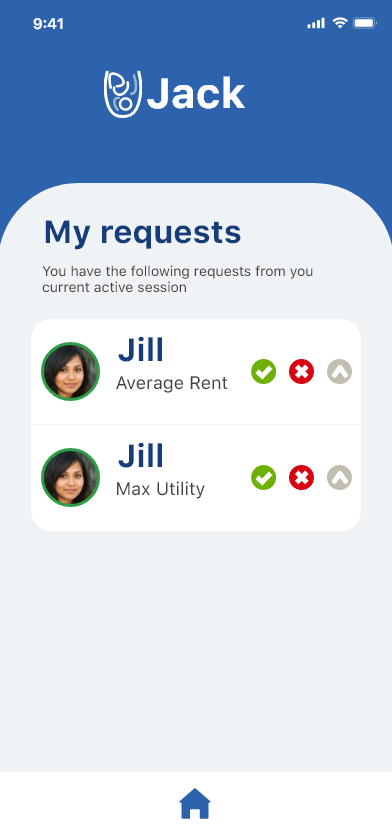 9:41
Jack
My requests
You have the following requests from you
current active session
Jill
Average Rent
Jill
Max Utility